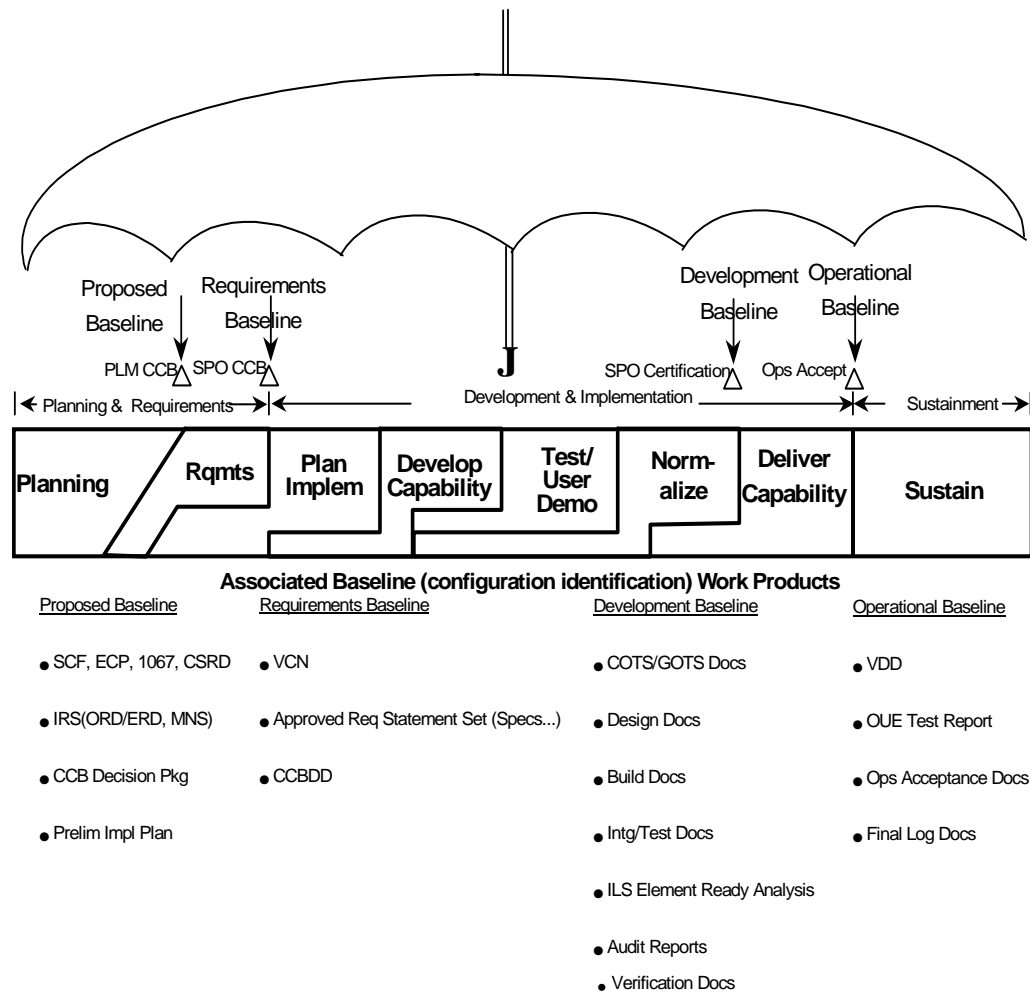 Proposed
Baseline
Requirements
Baseline
Development
Baseline
Operational
Baseline
PLM CCB
SPO CCB
J
SPO Certification
Ops Accept
Planning & Requirements
Development & Implementation
Sustainment
Planning
Rqmts
Plan
Implem
Develop
Capability
Test/
User
Demo
Norm-
alize
Deliver
Capability
Sustain
Associated Baseline (configuration identification) Work Products
Proposed Baseline
● SCF, ECP, 1067, CSRD
● IRS(ORD/ERD, MNS)
● CCB Decision Pkg
● Prelim Impl Plan
Requirements Baseline
● VCN
● Approved Req Statement Set (Specs...)
● CCBDD
Development Baseline
● COTS/GOTS Docs
● Design Docs
● Build Docs
● Intg/Test Docs
● ILS Element Ready Analysis
● Audit Reports
● Verification Docs
Operational Baseline
● VDD
● OUE Test Report
● Ops Acceptance Docs
● Final Log Docs